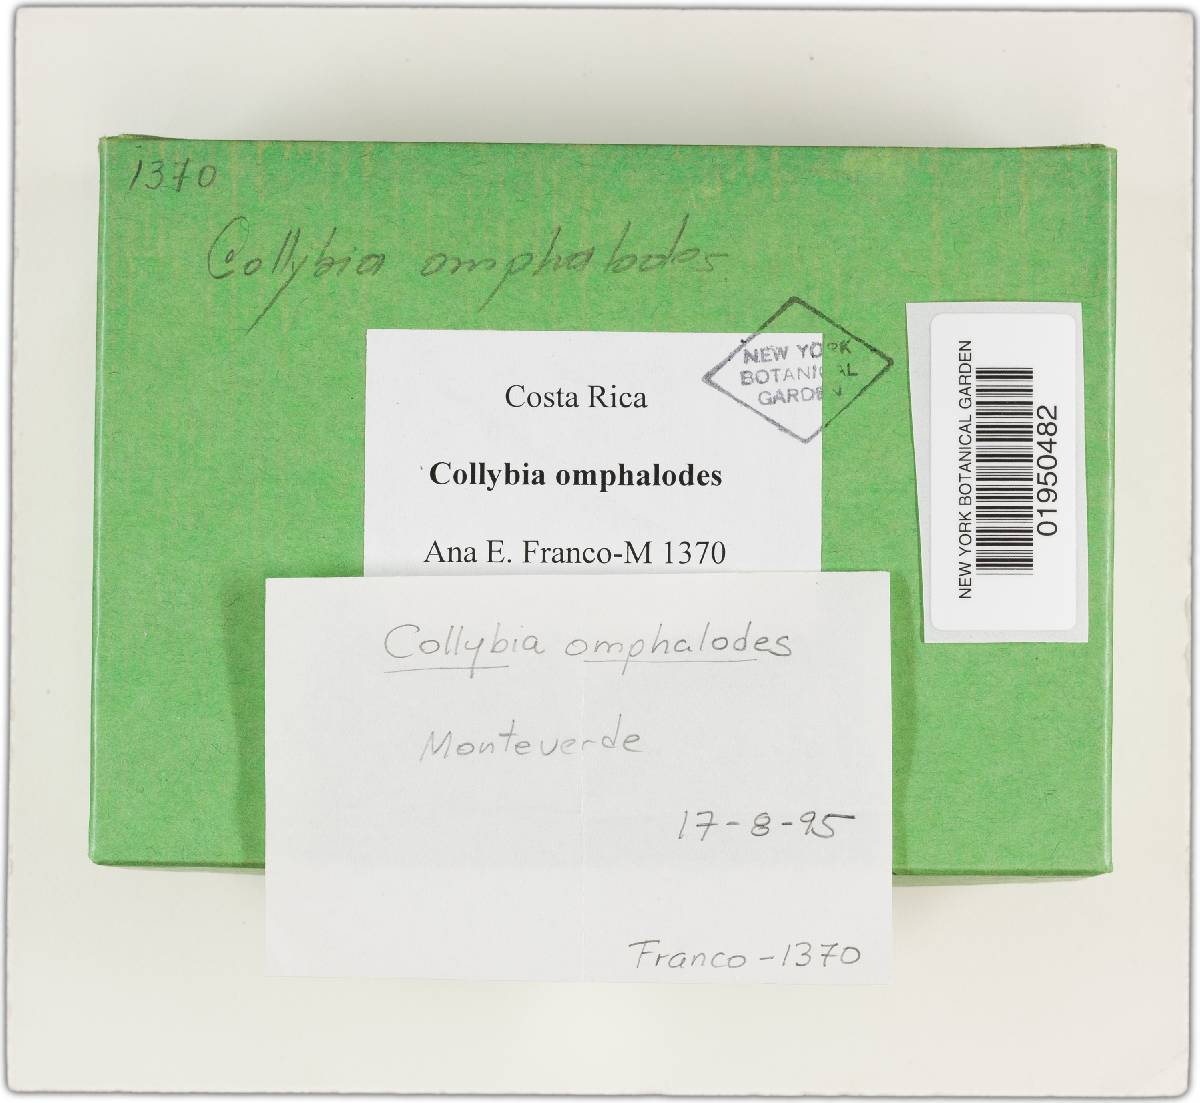 1370
Collybia omphalodes
NEW YORK
BOTANICAL
GARDEN
Costa Rica
Collybia omphalodes
Ana E. Franco-M 1370
NEW YORK BOTANICAL GARDEN
01950482
Collybia omphalodes
Monteverde
17-8-95
Franco-1370